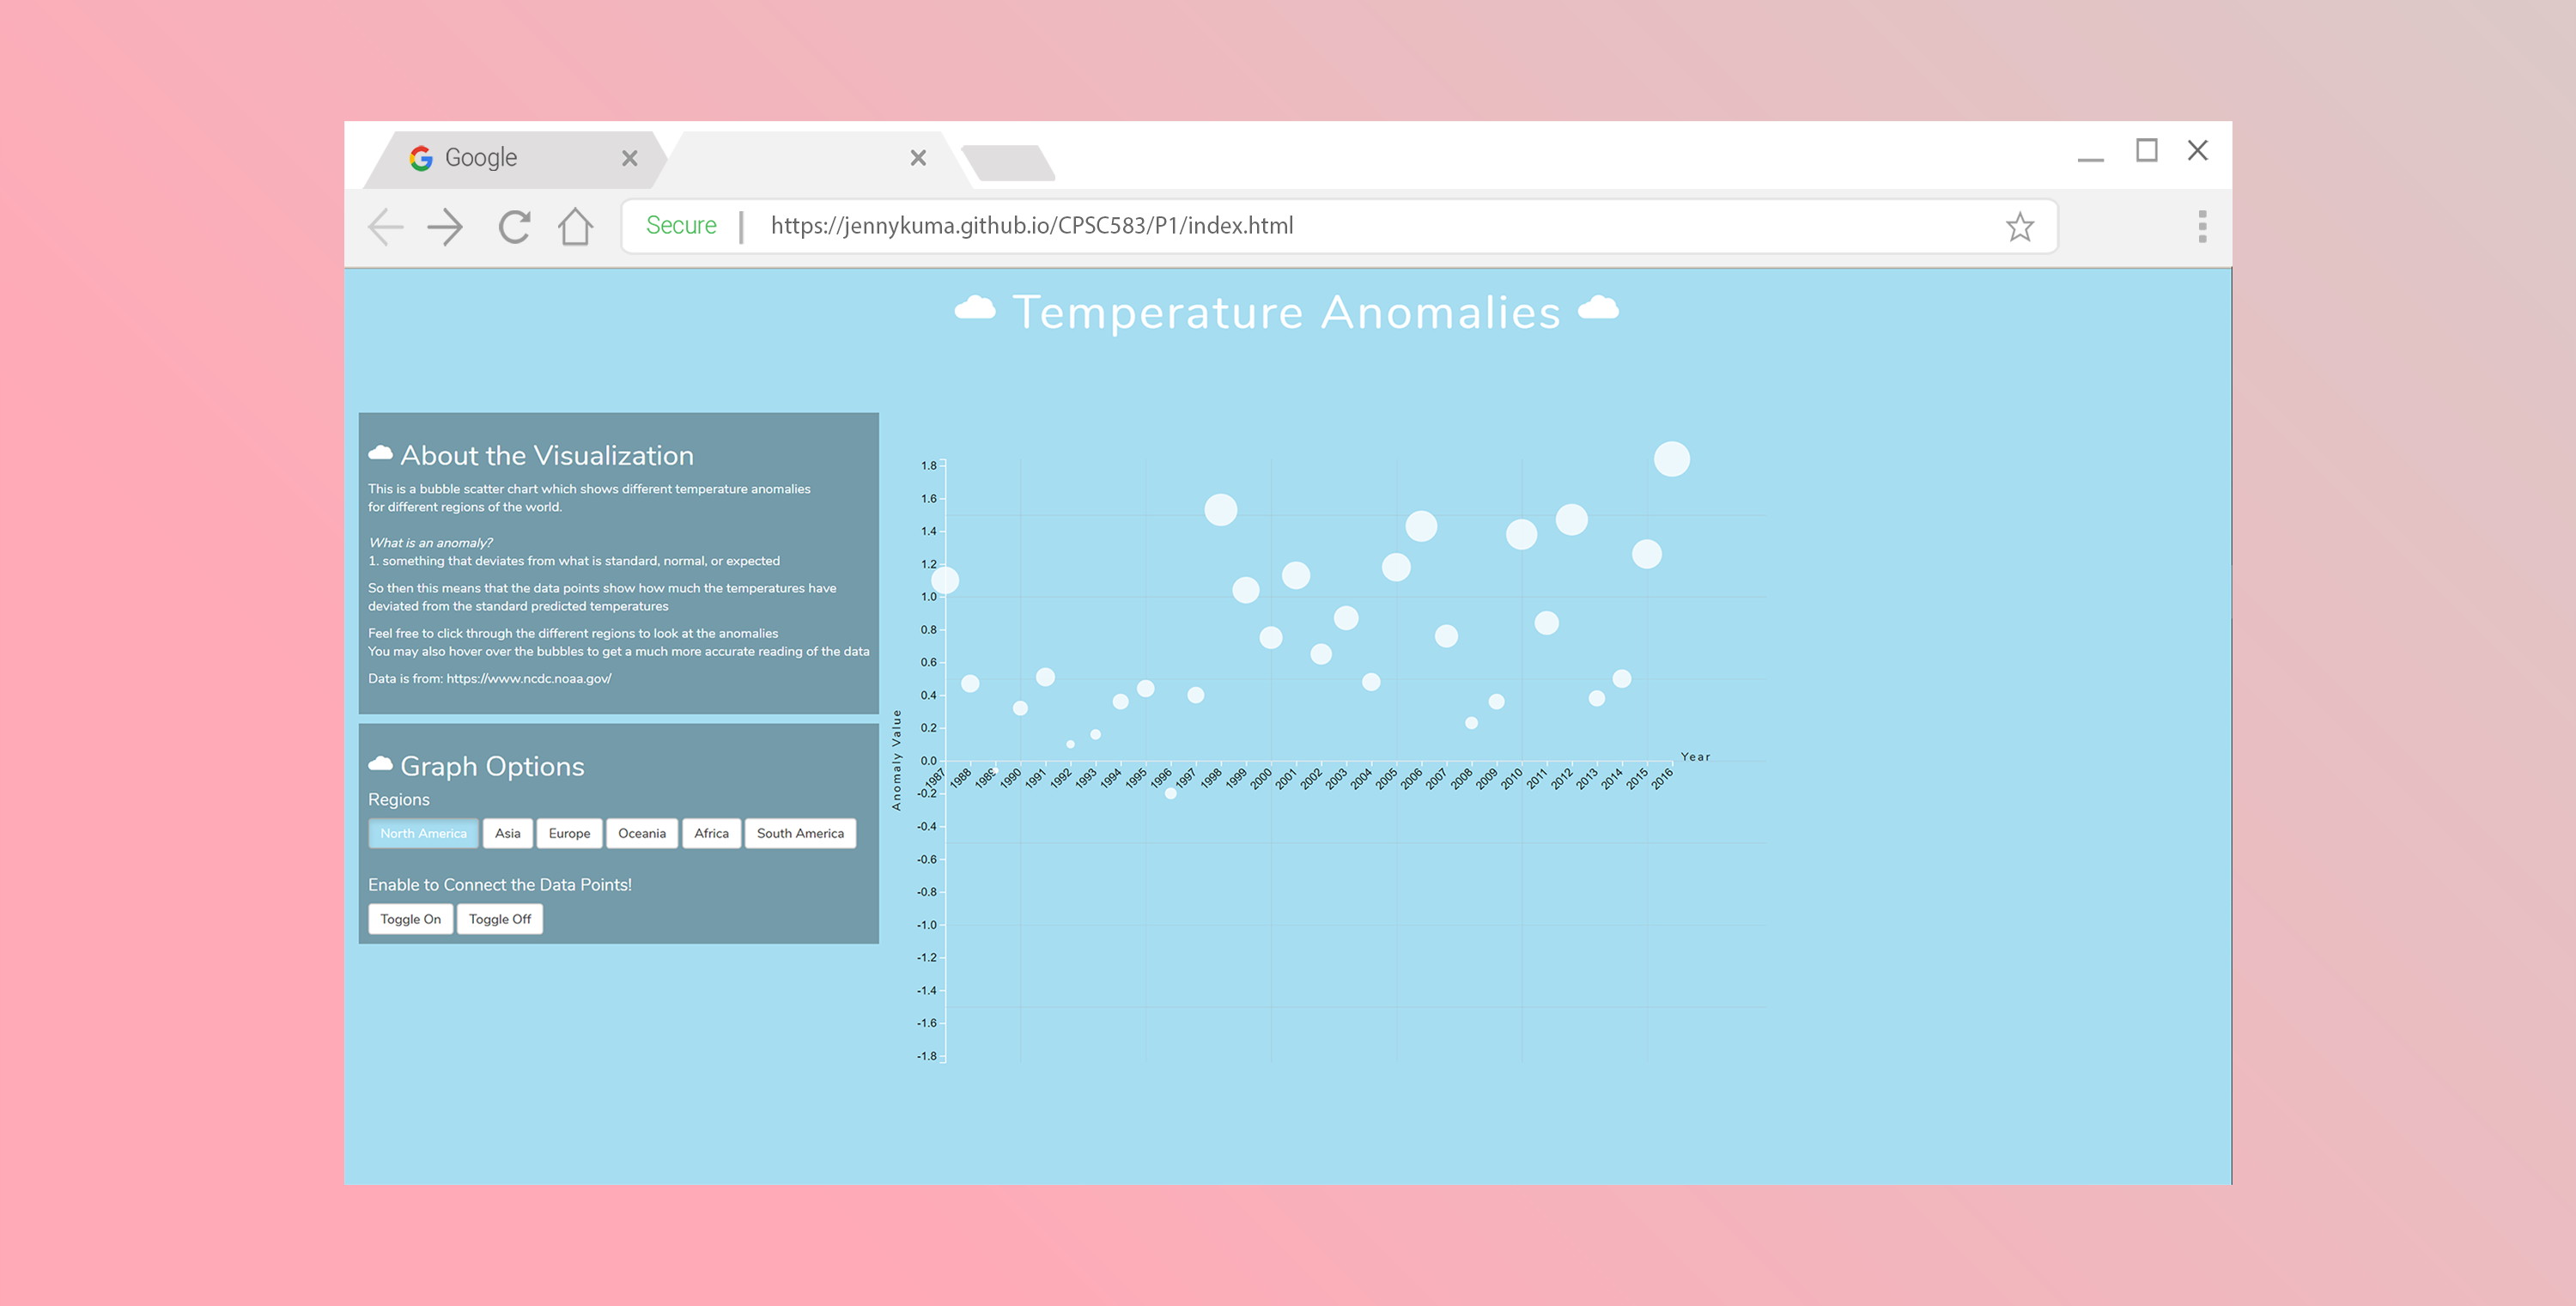 Google
Secure | https://jennykuma.github.io/CPSC583/P1/index.html
Temperature Anomalies
About the Visualization
This is a bubble scatter chart which shows different temperature anomalies
for different regions of the world.
What is an anomaly?
1. something that deviates from what is standard, normal, or expected
So then this means that the data points show how much the temperatures have
deviated from the standard predicted temperatures
Feel free to click through the different regions to look at the anomalies
You may also hover over the bubbles to get a much more accurate reading of the data
Data is from: https://www.ncdc.noaa.gov/
Graph Options
Regions
North America Asia Europe Oceania Africa South America
Enable to Connect the Data Points!
Toggle On Toggle Off
Anomaly Value
1.8
1.6
1.4
1.2
1.0
0.8
0.6
0.4
0.2
0.0
-0.2
-0.4
-0.6
-0.8
-1.0
-1.2
-1.4
-1.6
-1.8
1987 1988 1989 1990 1991 1992 1993 1994 1995 1996 1997 1998 1999 2000 2001 2002 2003 2004 2005 2006 2007 2008 2009 2010 2011 2012 2013 2014 2015 2016
Year